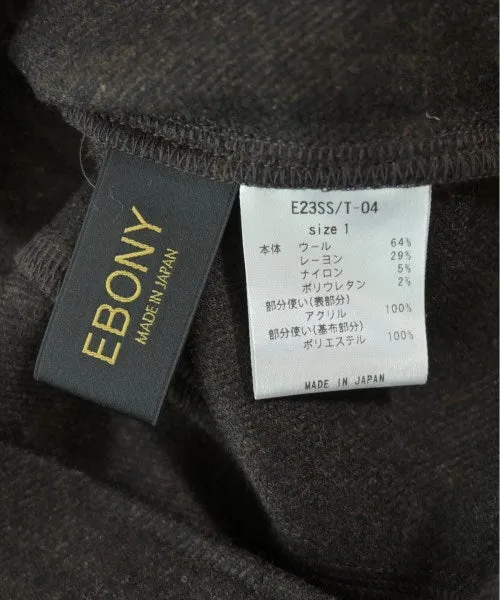 EBONY
MADE IN JAPAN
E23SS/T-04
size 1
本体 ウール 64%
レーヨン 29%
ナイロン 5%
ポリウレタン 2%
部分使い(表部分)
アクリル 100%
部分使い(基布部分)
ポリエステル 100%
MADE IN JAPAN